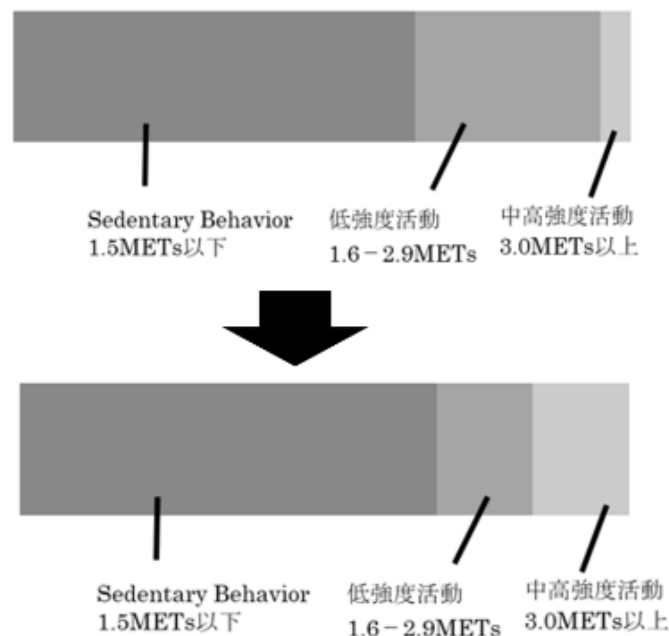 Sedentary Behavior
1.5METs以下
低強度活動
1.6－2.9METs
中高強度活動
3.0METs以上
Sedentary Behavior
1.5METs以下
低強度活動
1.6－2.9METs
中高強度活動
3.0METs以上